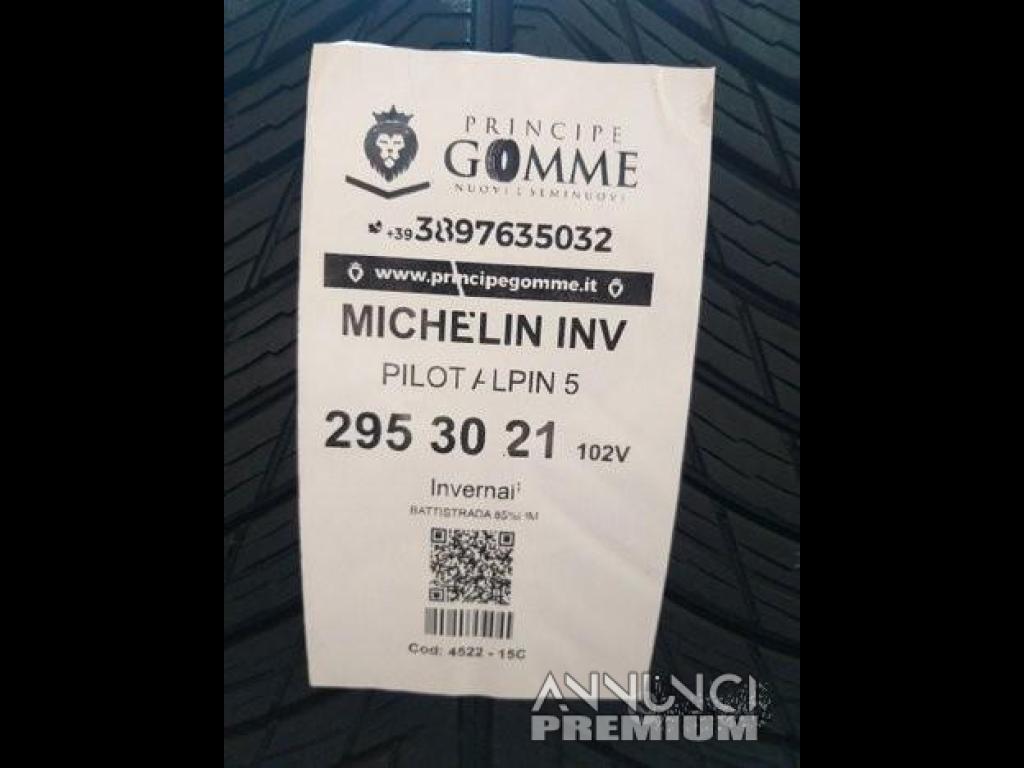 PRINCIPE
GOMME
NUOVI E SEMINUOVI
+39 3897635032
www.principegomme.it
MICHELIN INV
PILOT ALPIN 5
295 30 21 102V
Invernali
BATTISTRADA
Cod: 4522 - 15C
ANNUNCI
PREMIUM